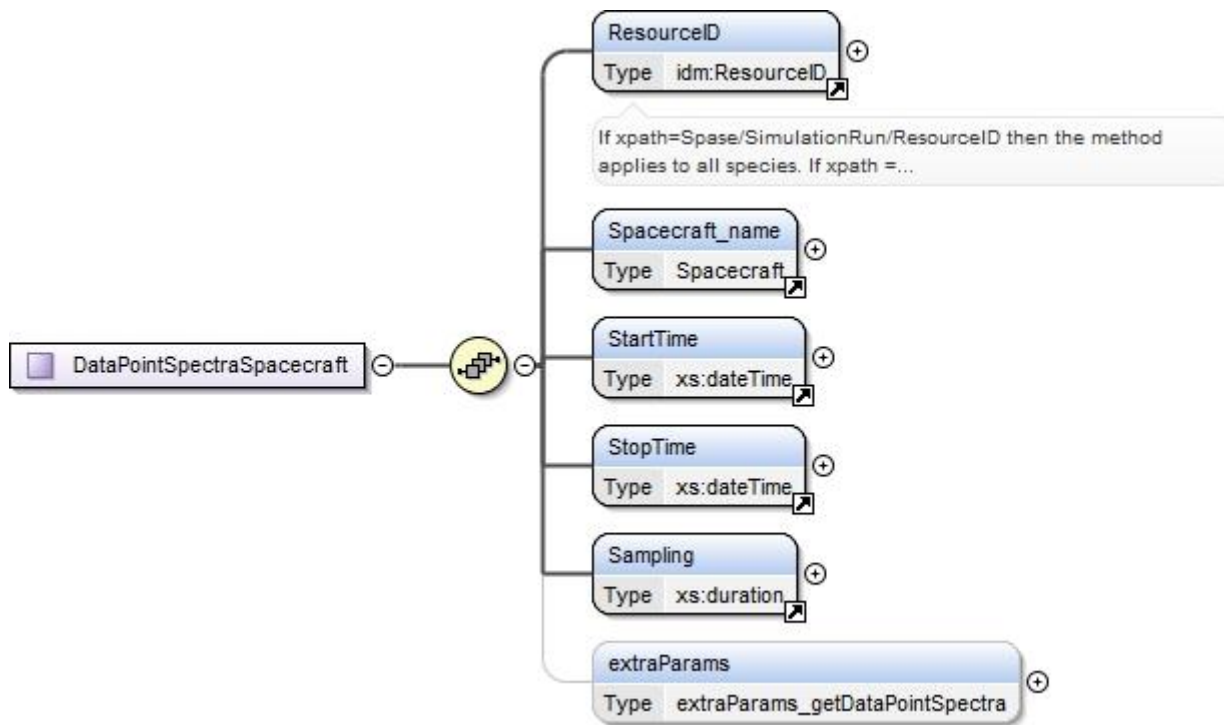 ResourceID
Type idm:ResourceID
If xpath=Spase/SimulationRun/ResourceID then the method
applies to all species. If xpath =...
Spacecraft_name
Type Spacecraft
StartTime
Type xs:dateTime
DataPointSpectraSpacecraft
StopTime
Type xs:dateTime
Sampling
Type xs:duration
extraParams
Type extraParams_getDataPointSpectra